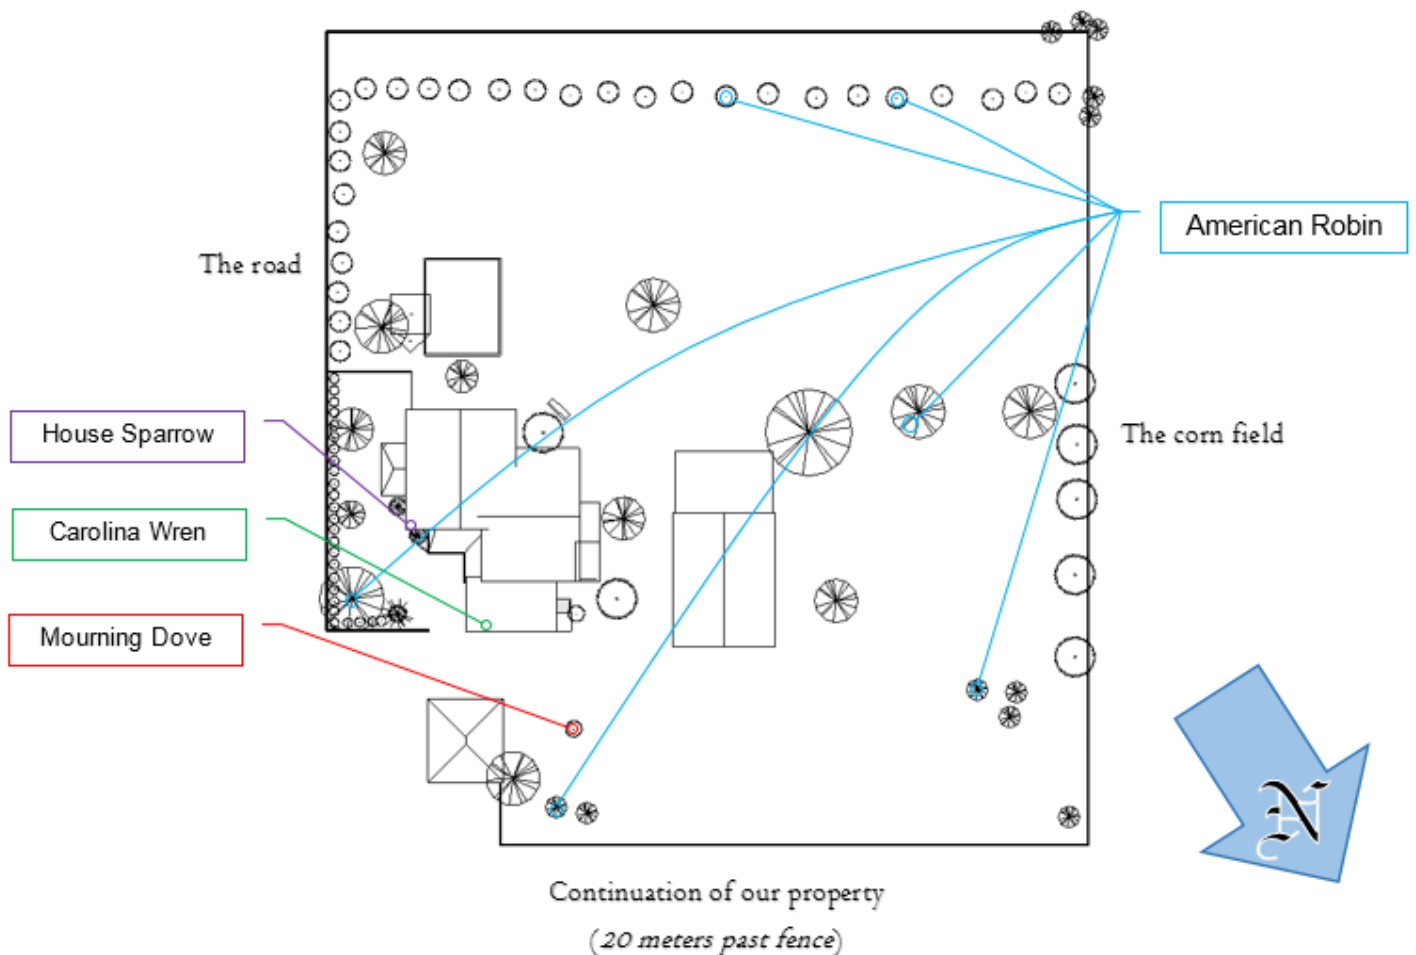 American Robin
The road
House Sparrow
The corn field
Carolina Wren
Mourning Dove
N
Continuation of our property
(20 meters past fence)